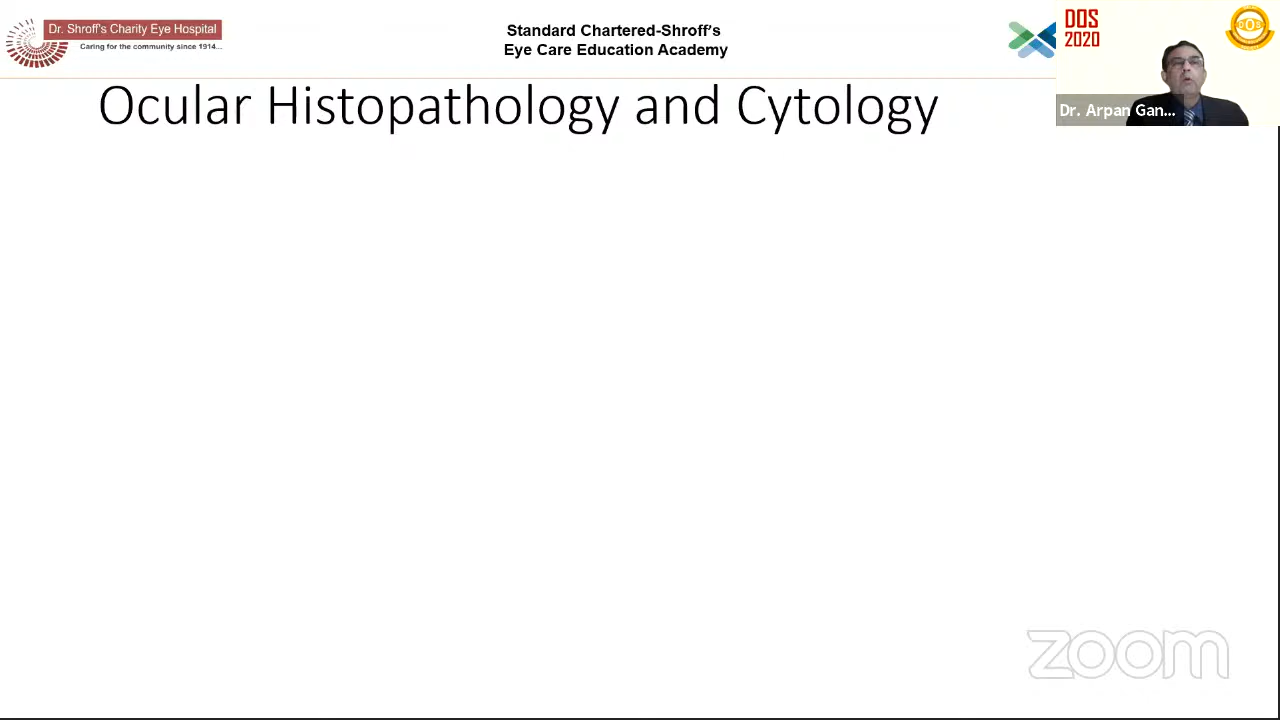 Dr. Shroff's Charity Eye Hospital
Caring for the community since 1914...
Standard Chartered-Shroff's
Eye Care Education Academy
DOS
2020
DOS
Dr. Arpan Gan...
Ocular Histopathology and Cytology
zoom